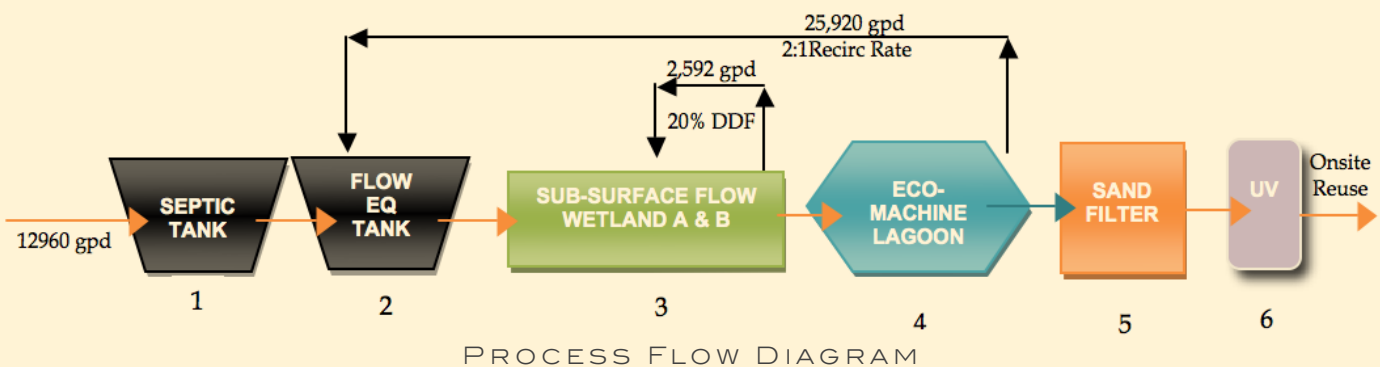 25,920 gpd
2:1Recirc Rate
2,592 gpd
20% DDF
12960 gpd
SEPTIC
TANK
1
FLOW
EQ
TANK
2
SUB-SURFACE FLOW
WETLAND A & B
3
ECO-
MACHINE
LAGOON
4
SAND
FILTER
5
UV
6
Onsite
Reuse
PROCESS FLOW DIAGRAM